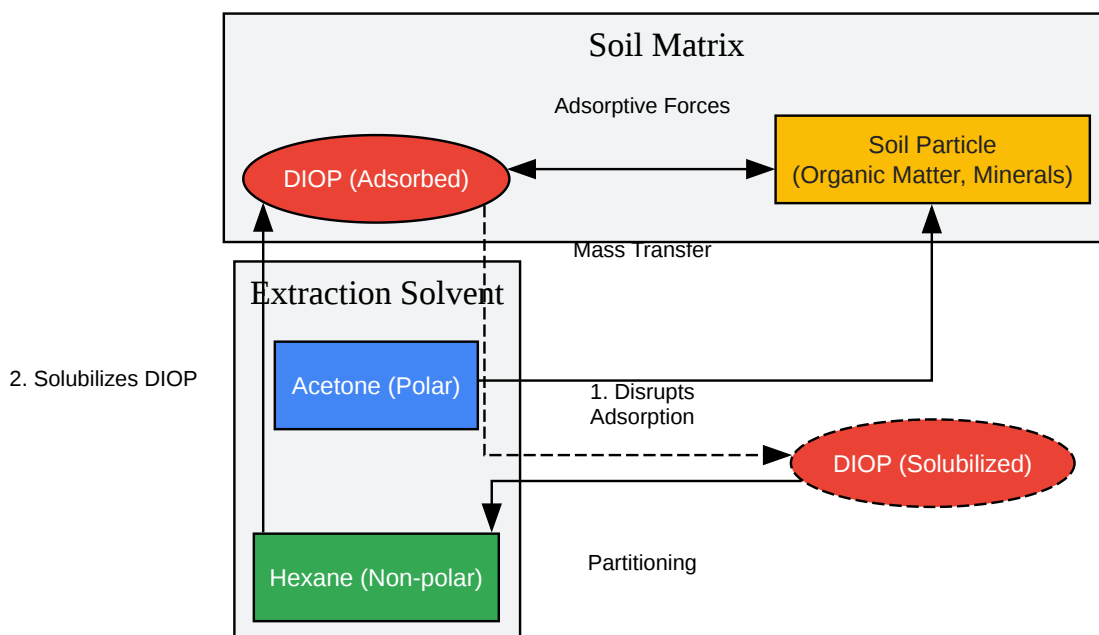 Soil Matrix
Adsorptive Forces
DIOP (Adsorbed)
Soil Particle
(Organic Matter, Minerals)
Mass Transfer
Extraction Solvent
2. Solubilizes DIOP
Acetone (Polar)
1. Disrupts
Adsorption
DIOP (Solubilized)
Partitioning
Hexane (Non-polar)